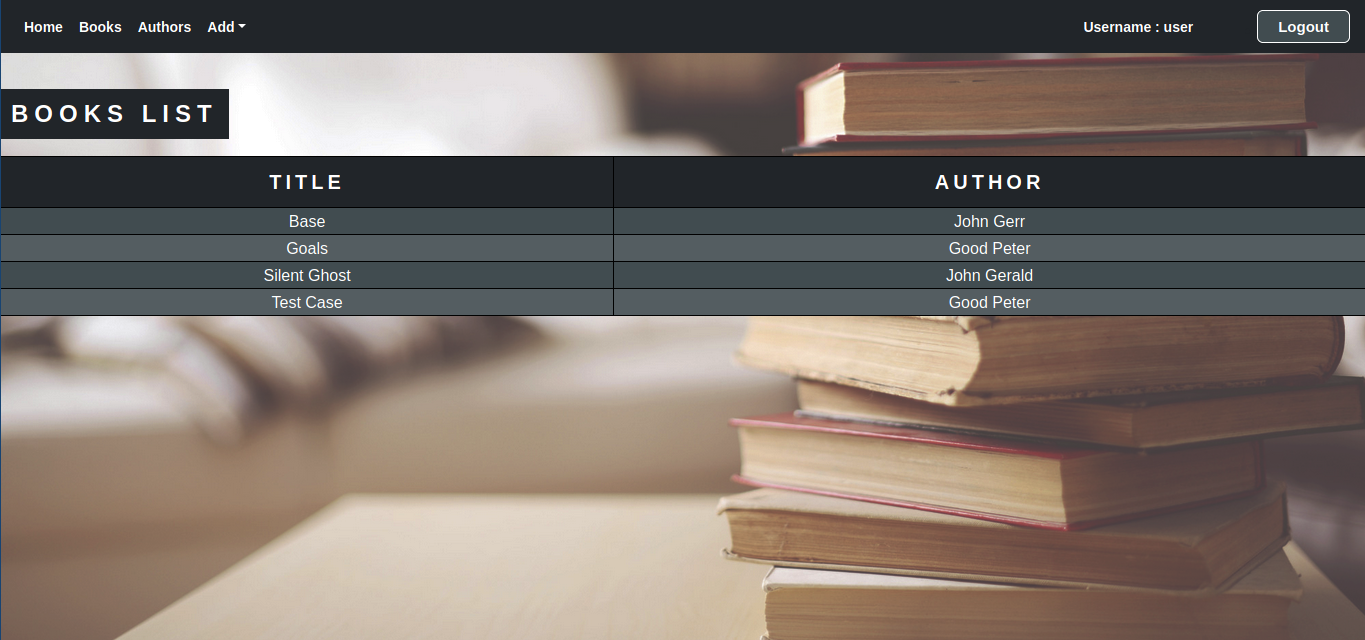 Home Books Authors Add Username : user Logout
BOOKS LIST
TITLE AUTHOR
Base John Gerr
Goals Good Peter
Silent Ghost John Gerald
Test Case Good Peter